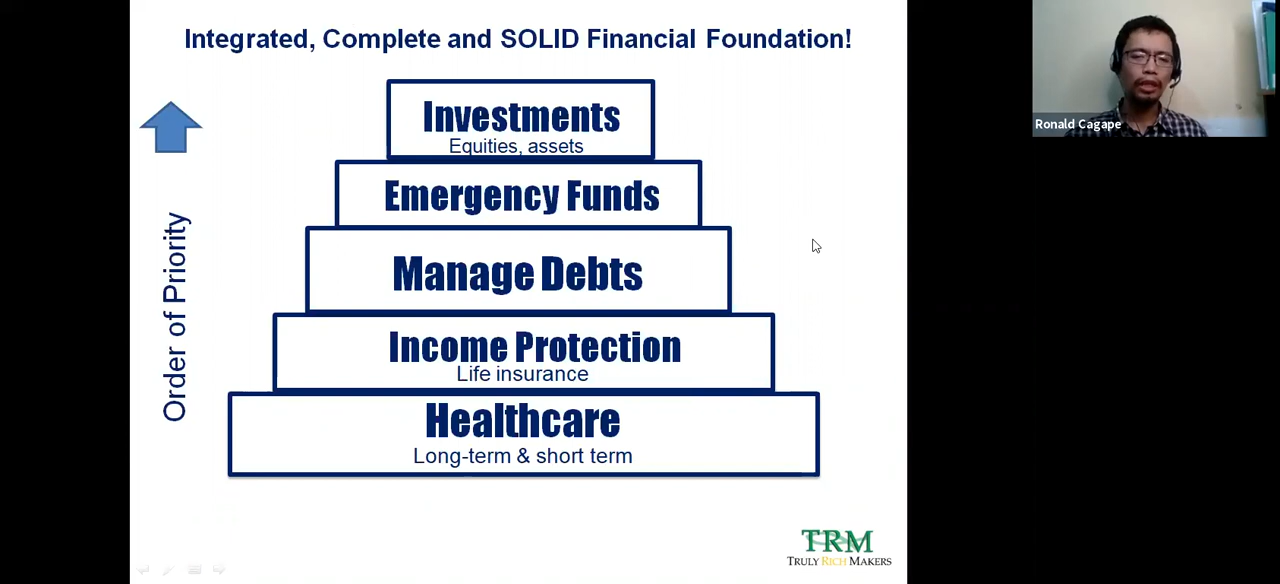 Integrated, Complete and SOLID Financial Foundation!
Investments
Equities, assets
Emergency Funds
Manage Debts
Income Protection
Life insurance
Healthcare
Long-term & short term
Order of Priority
TRM
TRULY RICH MAKERS
Ronald Cagape